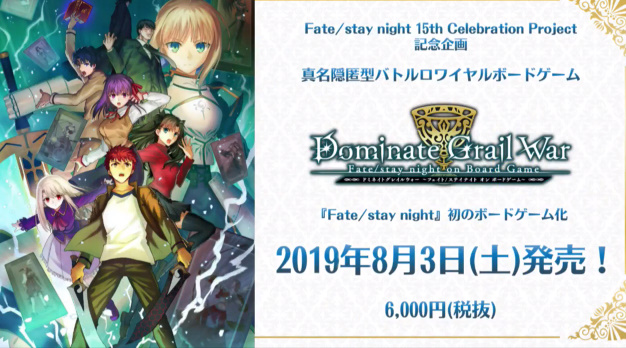 Fate/stay night 15th Celebration Project
記念企画
真名隠匿型バトルロワイヤルボードゲーム
Dominate Grail War
Fate/stay night on Board Game
ドミネイトグレイルウォー ～フェイト/ステイナイト オン ボードゲーム～
『Fate/stay night』初のボードゲーム化
2019年8月3日(土)発売！
6,000円(税抜)